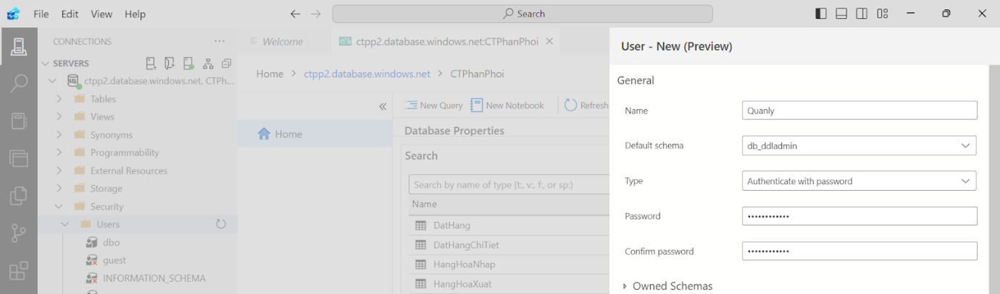 File Edit View Help Search
CONNECTIONS
SERVERS
ctpp2.database.windows.net, CTPh...
Tables
Views
Synonyms
Programmability
External Resources
Storage
Security
Users
dbo
guest
INFORMATION_SCHEMA
Welcome ctpp2.database.windows.net:CTPhanPhoi
Home > ctpp2.database.windows.net > CTPhanPhoi
New Query New Notebook Refresh
Home
Database Properties
Search
Search by name of type (t:, v:, f:, or sp:)
Name
DatHang
DatHangChiTiet
HangHoaNhap
HangHoaXuat
User - New (Preview)
General
Name Quanly
Default schema db_ddladmin
Type Authenticate with password
Password ••••••••••••
Confirm password ••••••••••••
Owned Schemas